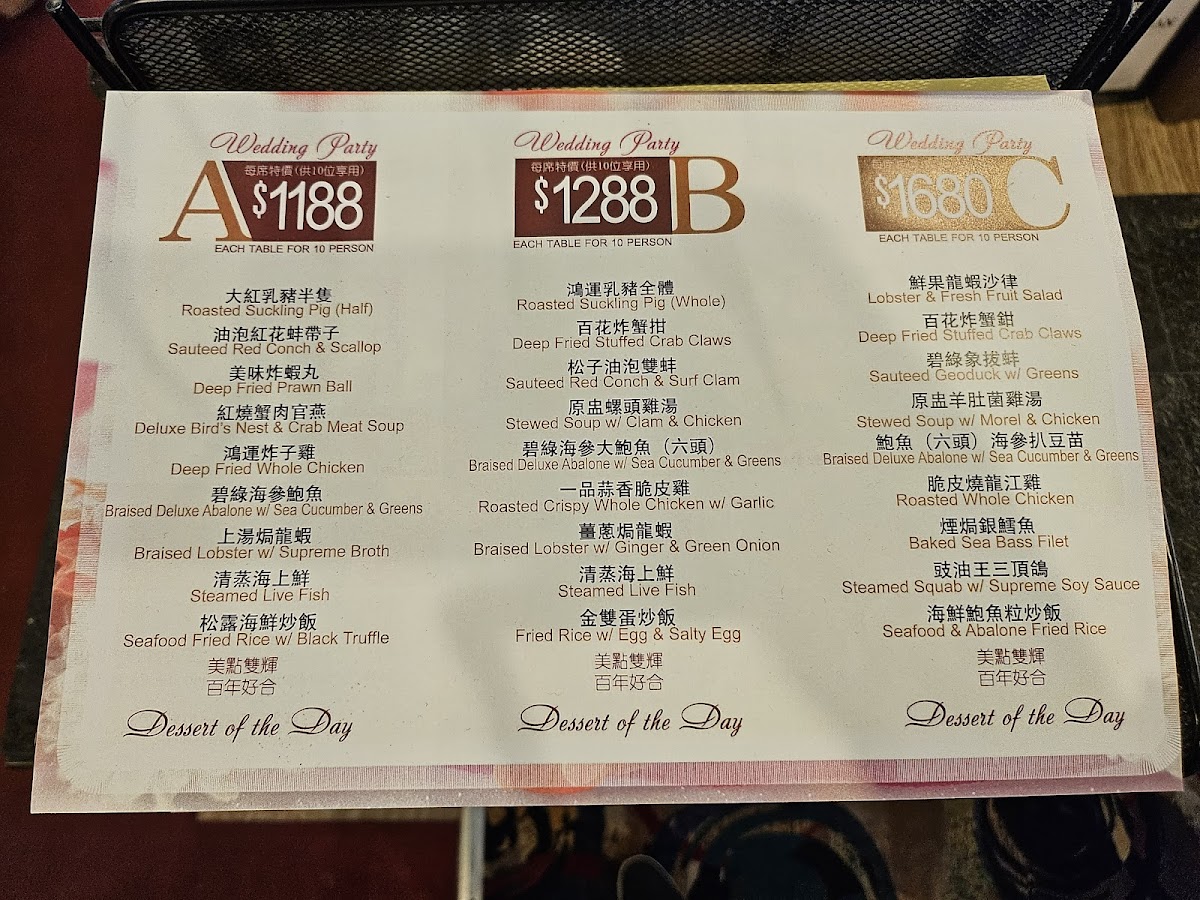 Wedding Party
A
每席特價(供10位享用)
$1188
EACH TABLE FOR 10 PERSON
大紅乳豬半隻
Roasted Suckling Pig (Half)
油泡紅花蚌帶子
Sauteed Red Conch & Scallop
美味炸蝦丸
Deep Fried Prawn Ball
紅燒蟹肉官燕
Deluxe Bird's Nest & Crab Meat Soup
鴻運炸子雞
Deep Fried Whole Chicken
碧綠海參鮑魚
Braised Deluxe Abalone w/ Sea Cucumber & Greens
上湯焗龍蝦
Braised Lobster w/ Supreme Broth
清蒸海上鮮
Steamed Live Fish
松露海鮮炒飯
Seafood Fried Rice w/ Black Truffle
美點雙輝
百年好合
Dessert of the Day
Wedding Party
每席特價(供10位享用)
$1288
B
EACH TABLE FOR 10 PERSON
鴻運乳豬全體
Roasted Suckling Pig (Whole)
百花炸蟹拑
Deep Fried Stuffed Crab Claws
松子油泡雙蚌
Sauteed Red Conch & Surf Clam
原盅螺頭雞湯
Stewed Soup w/ Clam & Chicken
碧綠海參大鮑魚（六頭）
Braised Deluxe Abalone w/ Sea Cucumber & Greens
一品蒜香脆皮雞
Roasted Crispy Whole Chicken w/ Garlic
薑蔥焗龍蝦
Braised Lobster w/ Ginger & Green Onion
清蒸海上鮮
Steamed Live Fish
金雙蛋炒飯
Fried Rice w/ Egg & Salty Egg
美點雙輝
百年好合
Dessert of the Day
Wedding Party
每席特價(供10位享用)
$1680
C
EACH TABLE FOR 10 PERSON
鮮果龍蝦沙律
Lobster & Fresh Fruit Salad
百花炸蟹鉗
Deep Fried Stuffed Crab Claws
碧綠象拔蚌
Sauteed Geoduck w/ Greens
原盅羊肚菌雞湯
Stewed Soup w/ Morel & Chicken
鮑魚（六頭）海參扒豆苗
Braised Deluxe Abalone w/ Sea Cucumber & Greens
脆皮燒龍江雞
Roasted Whole Chicken
煙焗銀鱈魚
Baked Sea Bass Filet
豉油王三頂鴿
Steamed Squab w/ Supreme Soy Sauce
海鮮鮑魚粒炒飯
Seafood & Abalone Fried Rice
美點雙輝
百年好合
Dessert of the Day